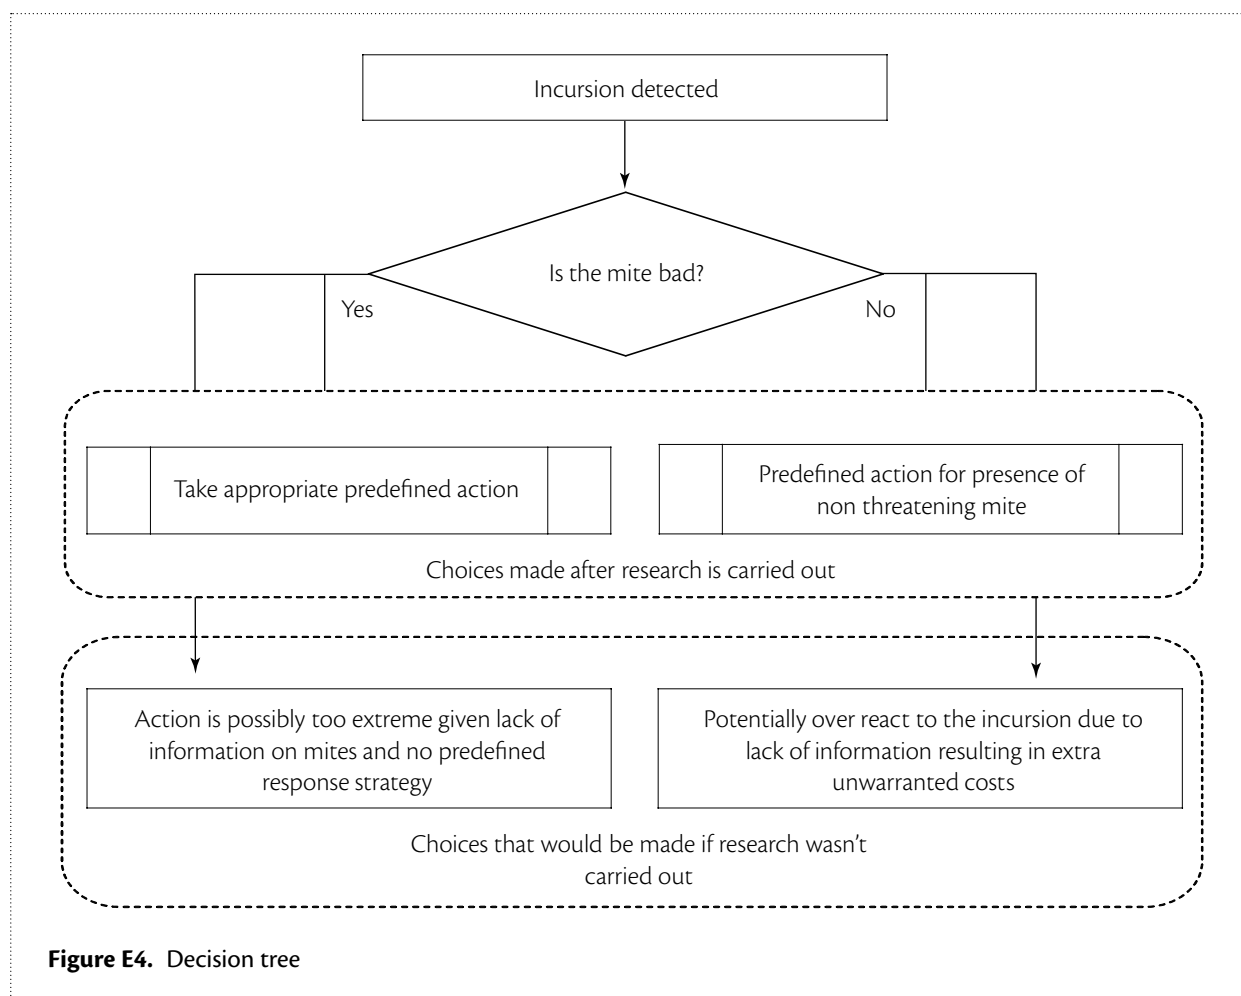 Incursion detected
Is the mite bad?
Yes
No
Take appropriate predefined action
Predefined action for presence of
non threatening mite
Choices made after research is carried out
Action is possibly too extreme given lack of
information on mites and no predefined
response strategy
Potentially over react to the incursion due to
lack of information resulting in extra
unwarranted costs
Choices that would be made if research wasn't
carried out
Figure E4. Decision tree